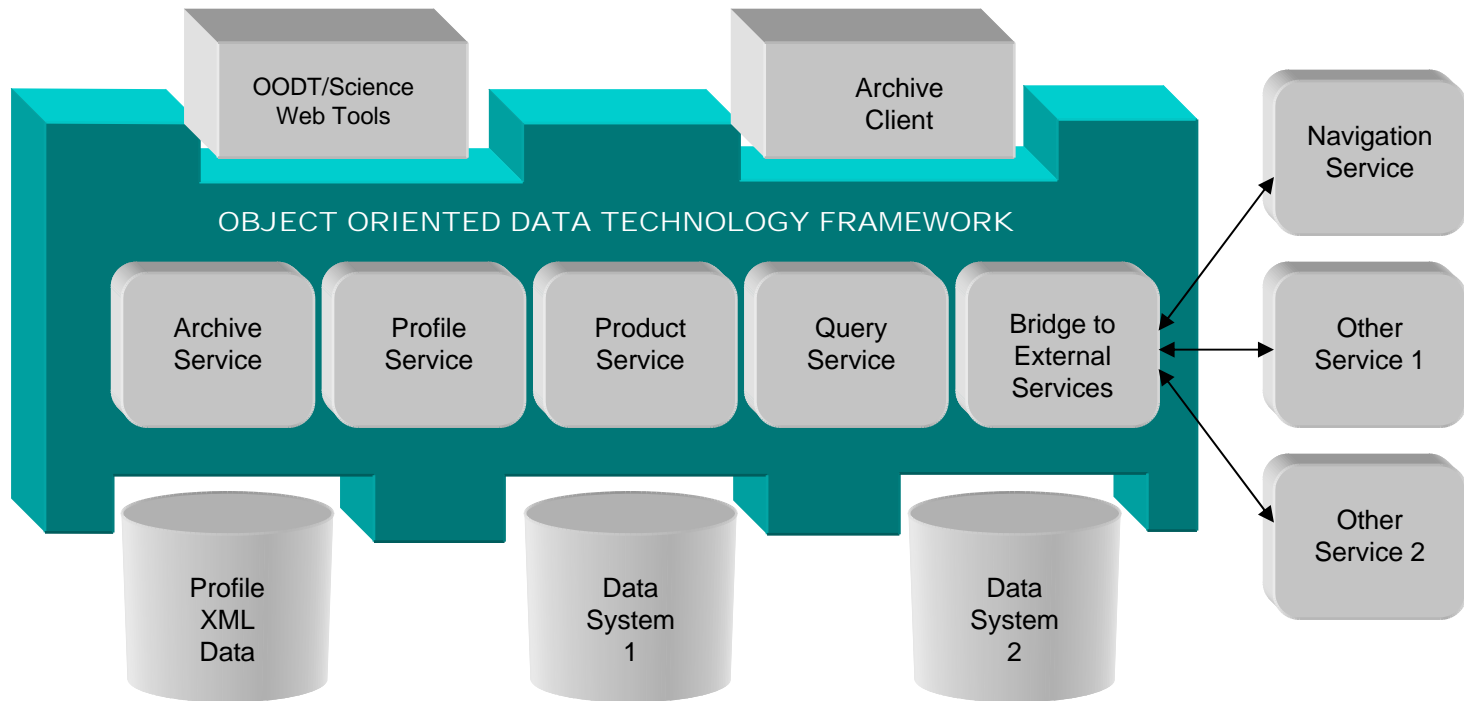 OODT/Science
Web Tools
Archive
Client
OBJECT ORIENTED DATA TECHNOLOGY FRAMEWORK
Archive
Service
Profile
Service
Product
Service
Query
Service
Bridge to
External
Services
Navigation
Service
Other
Service 1
Other
Service 2
Profile
XML
Data
Data
System
1
Data
System
2